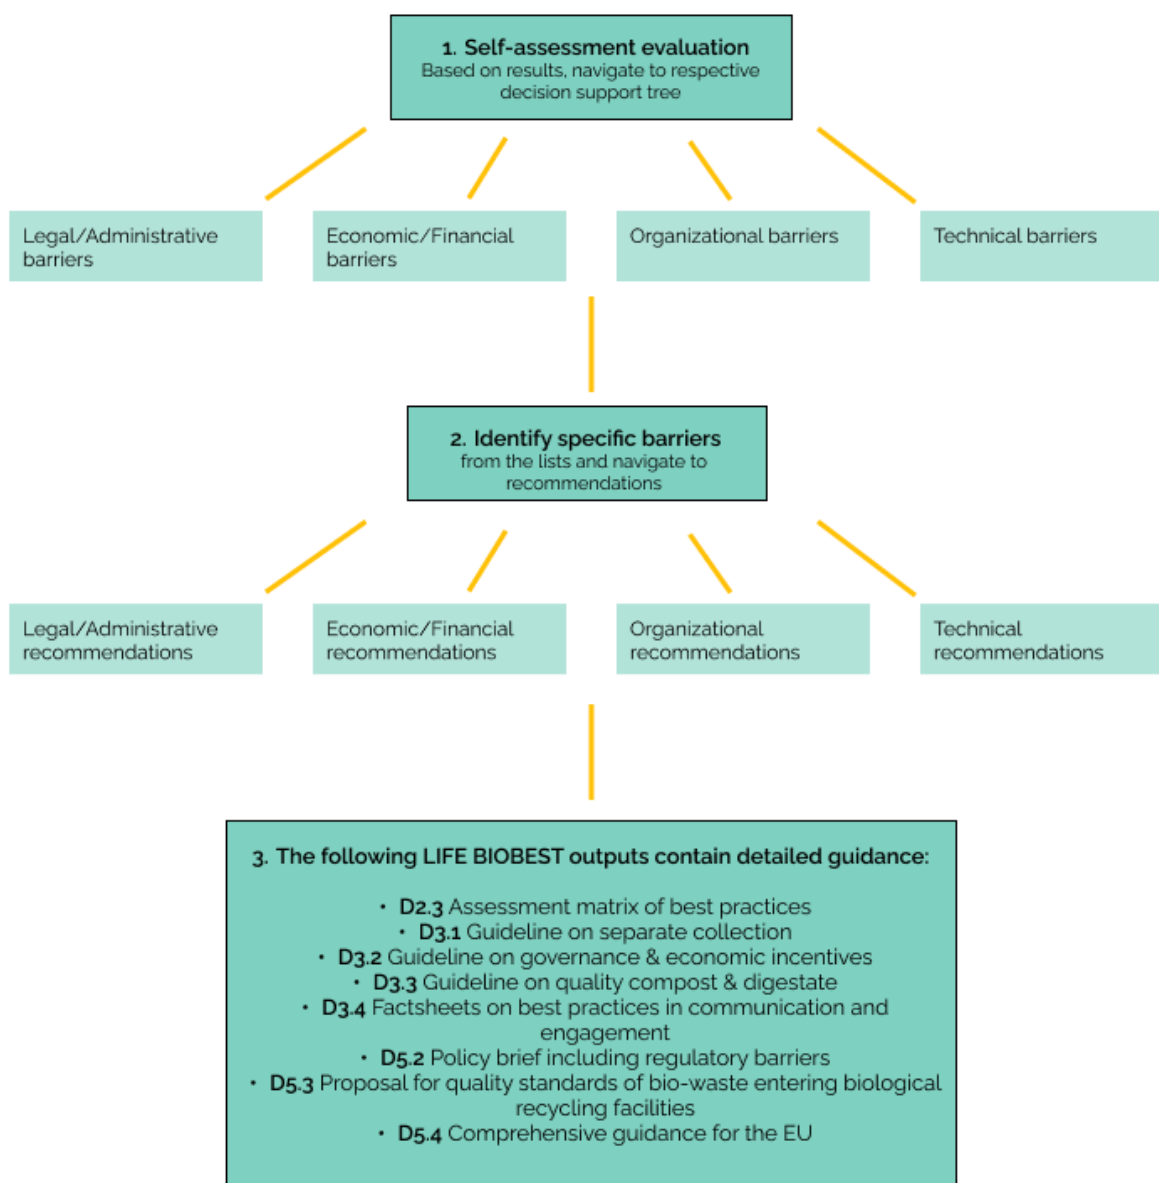 1. Self-assessment evaluation
Based on results, navigate to respective
decision support tree
Legal/Administrative
barriers
Economic/Financial
barriers
Organizational barriers
Technical barriers
2. Identify specific barriers
from the lists and navigate to
recommendations
Legal/Administrative
recommendations
Economic/Financial
recommendations
Organizational
recommendations
Technical
recommendations
3. The following LIFE BIOBEST outputs contain detailed guidance:
• D2.3 Assessment matrix of best practices
• D3.1 Guideline on separate collection
• D3.2 Guideline on governance & economic incentives
• D3.3 Guideline on quality compost & digestate
• D3.4 Factsheets on best practices in communication and
engagement
• D5.2 Policy brief including regulatory barriers
• D5.3 Proposal for quality standards of bio-waste entering biological
recycling facilities
• D5.4 Comprehensive guidance for the EU